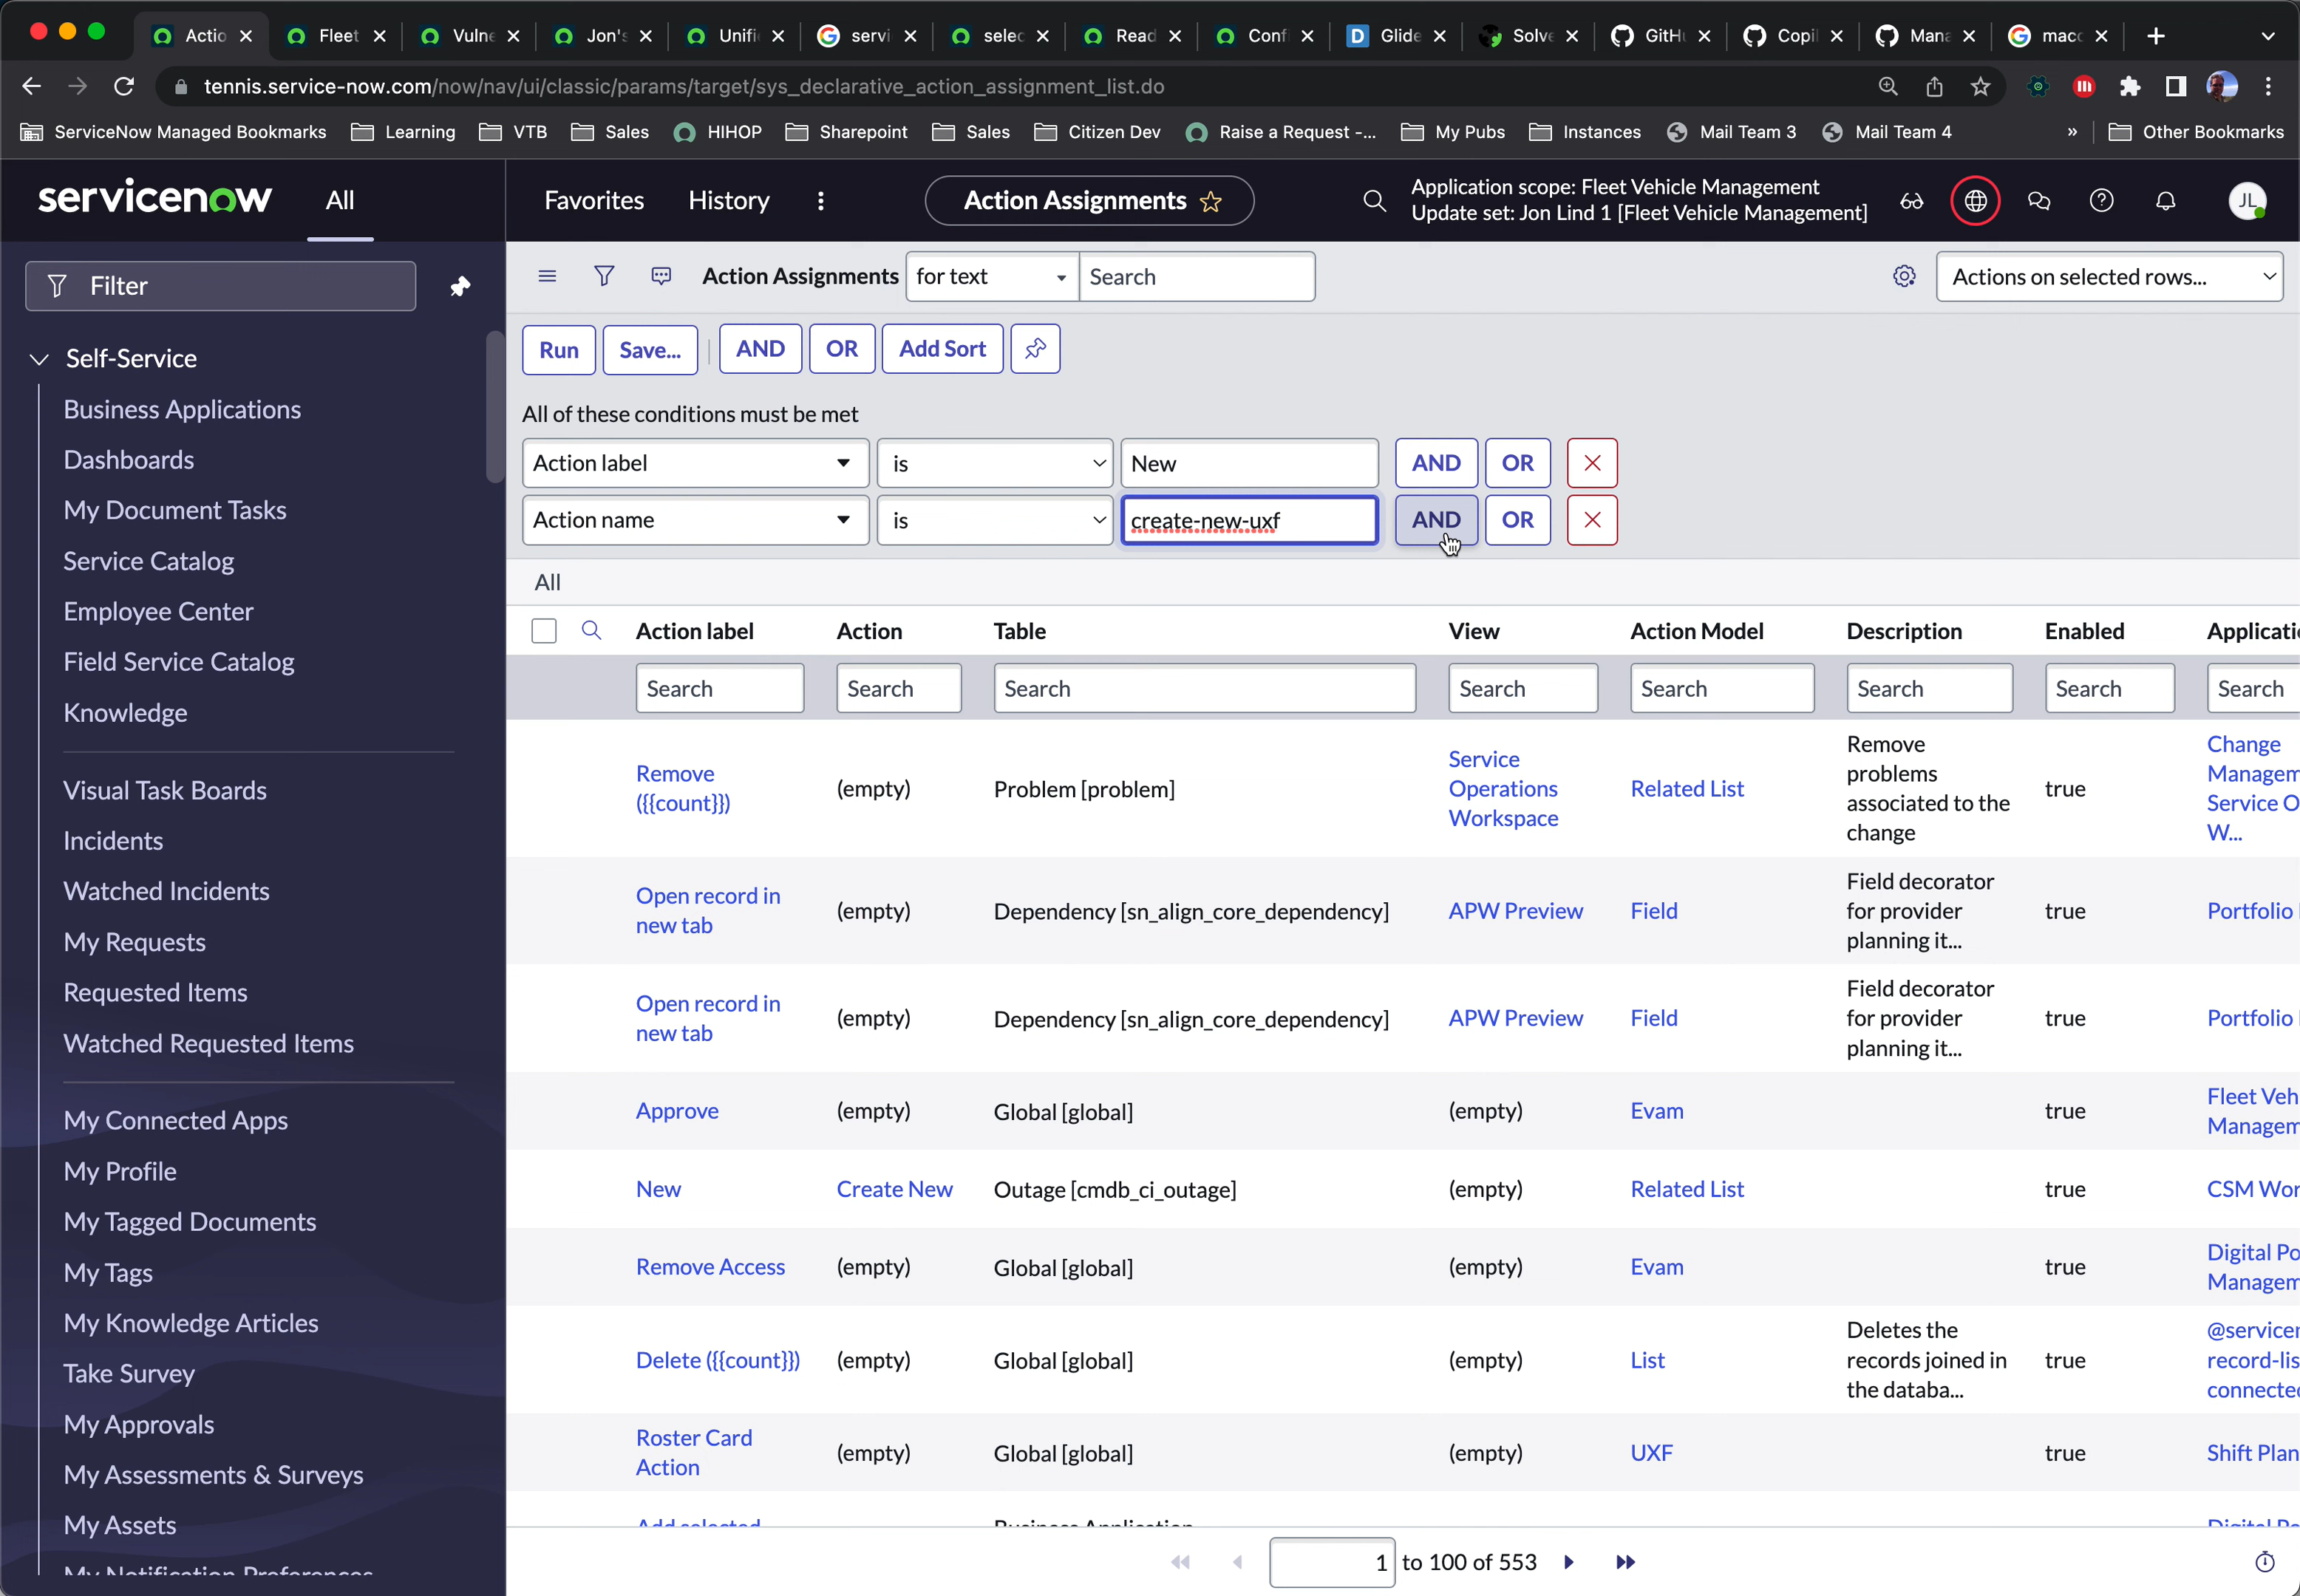 Actio
Fleet
Vulne
Jon's
Unifi
servi
selec
Read
Confi
Glide
Solve
GitHu
Copil
Mana
macc
tennis.service-now.com/now/nav/ui/classic/params/target/sys_declarative_action_assignment_list.do
ServiceNow Managed Bookmarks
Learning
VTB
Sales
HIHOP
Sharepoint
Sales
Citizen Dev
Raise a Request -...
My Pubs
Instances
Mail Team 3
Mail Team 4
»
Other Bookmarks
servicenow
All
Favorites
History
Action Assignments
Application scope: Fleet Vehicle Management
Update set: Jon Lind 1 [Fleet Vehicle Management]
JL
Filter
Self-Service
Business Applications
Dashboards
My Document Tasks
Service Catalog
Employee Center
Field Service Catalog
Knowledge
Visual Task Boards
Incidents
Watched Incidents
My Requests
Requested Items
Watched Requested Items
My Connected Apps
My Profile
My Tagged Documents
My Tags
My Knowledge Articles
Take Survey
My Approvals
My Assessments & Surveys
My Assets
My Notification Preferences
Action Assignments
for text
Search
Actions on selected rows...
Run
Save...
AND
OR
Add Sort
All of these conditions must be met
Action label
is
New
AND
OR
Action name
is
create-new-uxf
AND
OR
All
Action label
Action
Table
View
Action Model
Description
Enabled
Applicati
Search
Search
Search
Search
Search
Search
Search
Search
Remove
({{count}})
(empty)
Problem [problem]
Service
Operations
Workspace
Related List
Remove
problems
associated to the
change
true
Change
Managem
Service O
W...
Open record in
new tab
(empty)
Dependency [sn_align_core_dependency]
APW Preview
Field
Field decorator
for provider
planning it...
true
Portfolio
Open record in
new tab
(empty)
Dependency [sn_align_core_dependency]
APW Preview
Field
Field decorator
for provider
planning it...
true
Portfolio
Approve
(empty)
Global [global]
(empty)
Evam
true
Fleet Veh
Managem
New
Create New
Outage [cmdb_ci_outage]
(empty)
Related List
true
CSM Wor
Remove Access
(empty)
Global [global]
(empty)
Evam
true
Digital Po
Managem
Delete ({{count}})
(empty)
Global [global]
(empty)
List
Deletes the
records joined in
the databa...
true
@servicen
record-lis
connecte
Roster Card
Action
(empty)
Global [global]
(empty)
UXF
true
Shift Plan
Add selected
Business Application
Digital Po
1
to 100 of 553